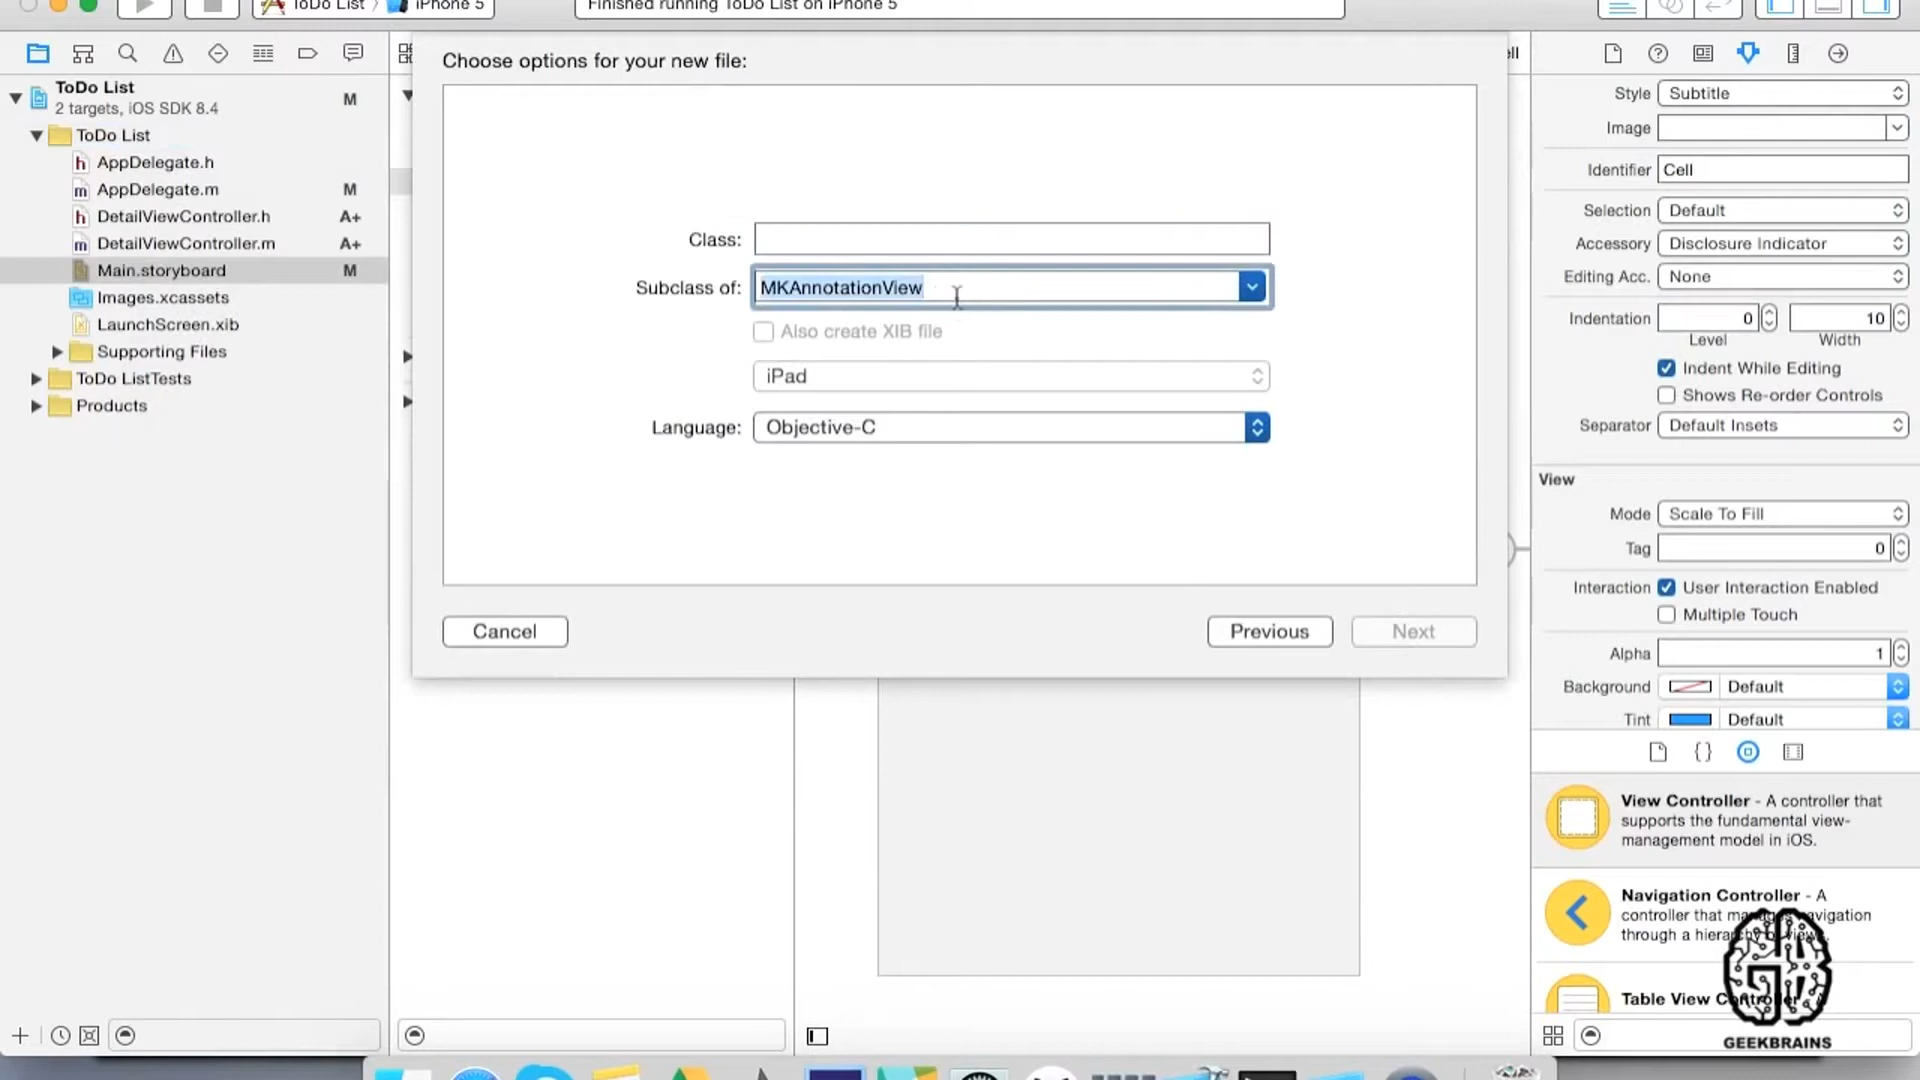 ToDo List
iPhone 5
Finished running ToDo List on iPhone 5
ToDo List
2 targets, iOS SDK 8.4
M
ToDo List
h AppDelegate.h
m AppDelegate.m
M
h DetailViewController.h
A+
m DetailViewController.m
A+
Main.storyboard
M
Images.xcassets
LaunchScreen.xib
Supporting Files
ToDo ListTests
Products
Choose options for your new file:
Class:
Subclass of:
MKAnnotationView
Also create XIB file
iPad
Language:
Objective-C
Cancel
Previous
Next
Style
Subtitle
Image
Identifier
Cell
Selection
Default
Accessory
Disclosure Indicator
Editing Acc.
None
Indentation
0
10
Level
Width
Indent While Editing
Shows Re-order Controls
Separator
Default Insets
View
Mode
Scale To Fill
Tag
0
Interaction
User Interaction Enabled
Multiple Touch
Alpha
1
Background
Default
Tint
Default
{}
View Controller - A controller that
supports the fundamental view-
management model in iOS.
Navigation Controller - A
controller that manages navigation
through a hierarchy of views.
Table View Controller -
GEEKBRAINS